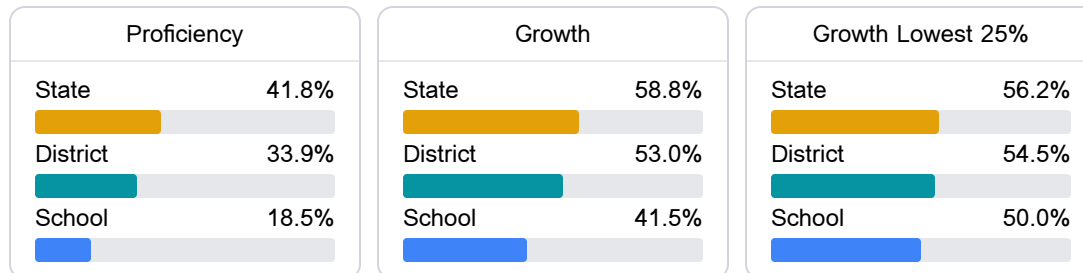 Proficiency
State 41.8%
District 33.9%
School 18.5%
Growth
State 58.8%
District 53.0%
School 41.5%
Growth Lowest 25%
State 56.2%
District 54.5%
School 50.0%